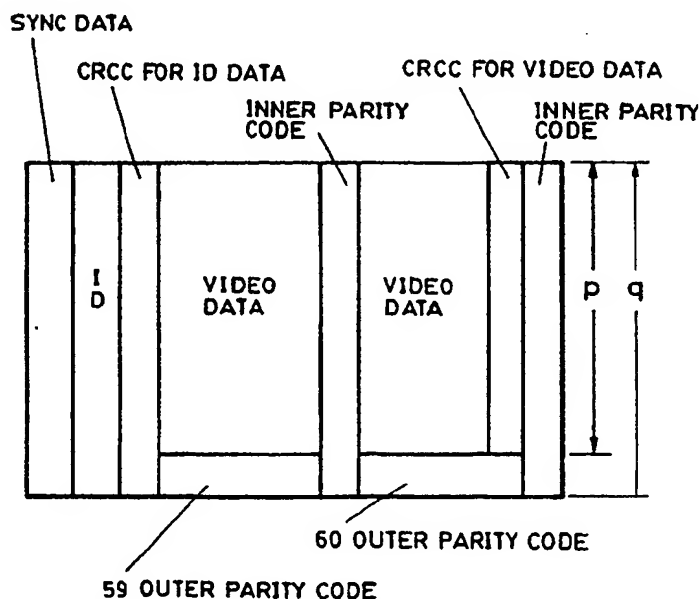 SYNC DATA
CRCC FOR ID DATA
CRCC FOR VIDEO DATA
INNER PARITY
CODE
INNER PARITY
CODE
I
D
VIDEO
DATA
VIDEO
DATA
p
q
60 OUTER PARITY CODE
59 OUTER PARITY CODE